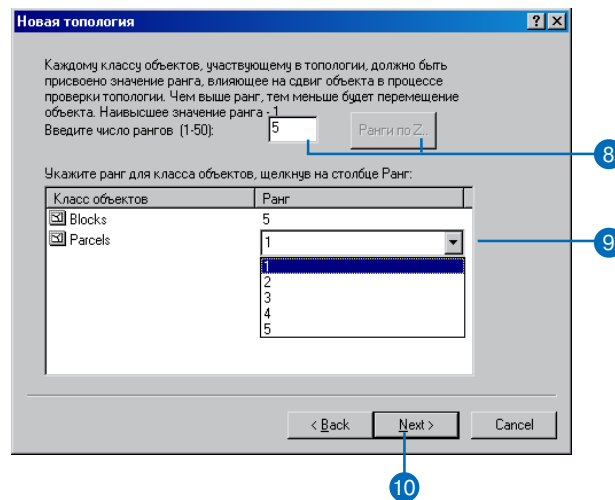 Новая топология
Каждому классу объектов, участвующему в топологии, должно быть
присвоено значение ранга, влияющее на сдвиг объекта в процессе
проверки топологии. Чем выше ранг, тем меньше будет перемещение
объекта. Наивысшее значение ранга - 1
Введите число рангов (1-50): 5 Ранги по Z..
8
Укажите ранг для класса объектов, щелкнув на столбце Ранг:
Класс объектов Ранг
Blocks 5
Parcels 1
9
1
2
3
4
5
< Back Next > Cancel
10